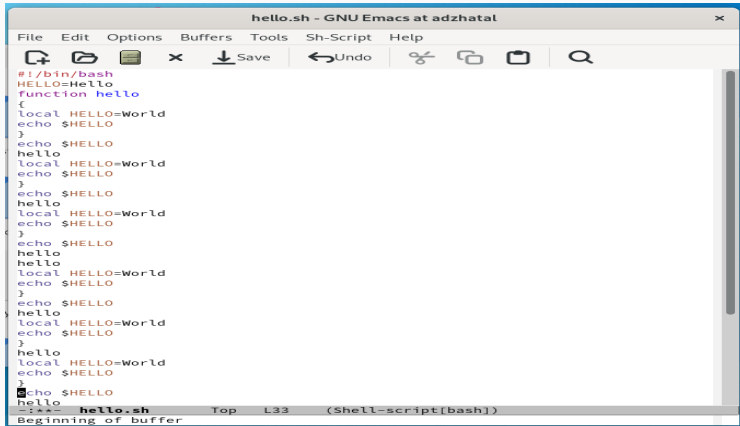 hello.sh - GNU Emacs at adzhatal
File Edit Options Buffers Tools Sh-Script Help
Save Undo
#!/bin/bash
HELLO=Hello
function hello
{
local HELLO=World
echo $HELLO
}
echo $HELLO
hello
local HELLO=World
echo $HELLO
}
echo $HELLO
hello
local HELLO=World
echo $HELLO
}
echo $HELLO
hello
hello
local HELLO=World
echo $HELLO
}
echo $HELLO
hello
local HELLO=World
echo $HELLO
}
hello
local HELLO=World
echo $HELLO
}
echo $HELLO
hello
-:**- hello.sh Top L33 (Shell-script[bash])
Beginning of buffer